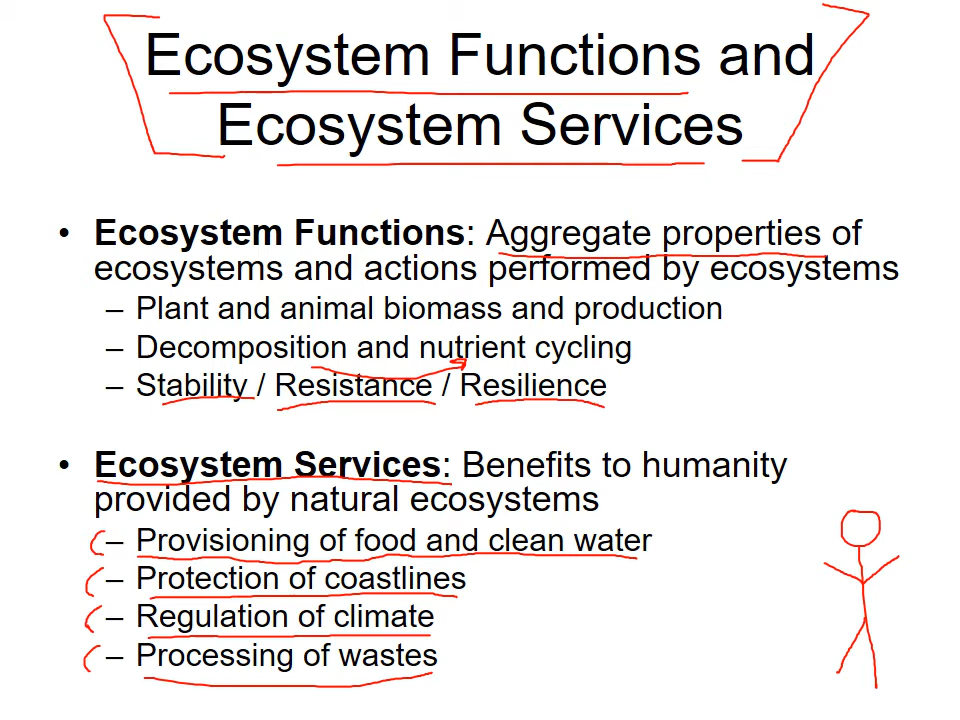 Ecosystem Functions and
Ecosystem Services
• Ecosystem Functions: Aggregate properties of
ecosystems and actions performed by ecosystems
– Plant and animal biomass and production
– Decomposition and nutrient cycling
– Stability / Resistance / Resilience
• Ecosystem Services: Benefits to humanity
provided by natural ecosystems
– Provisioning of food and clean water
– Protection of coastlines
– Regulation of climate
– Processing of wastes